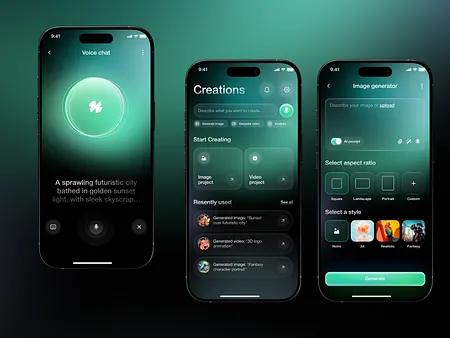 9:41
Voice chat
A sprawling futuristic city
bathed in golden sunset
light, with sleek skyscrap...
9:41
Creations
Describe what you want to create...
Generate image
Generate video
Analyze
Start Creating
Image
project
Video
project
Recently used
See all
Generated image: "Sunset
over futuristic city"
Generated video: "3D logo
animation"
Generated image: "Fantasy
character portrait"
9:41
Image generator
Describe your image or upload
AI prompt
Select aspect ratio
Square
Landscape
Portrait
Custom
Select a style
None
3d
Realistic
Fantasy
Generate